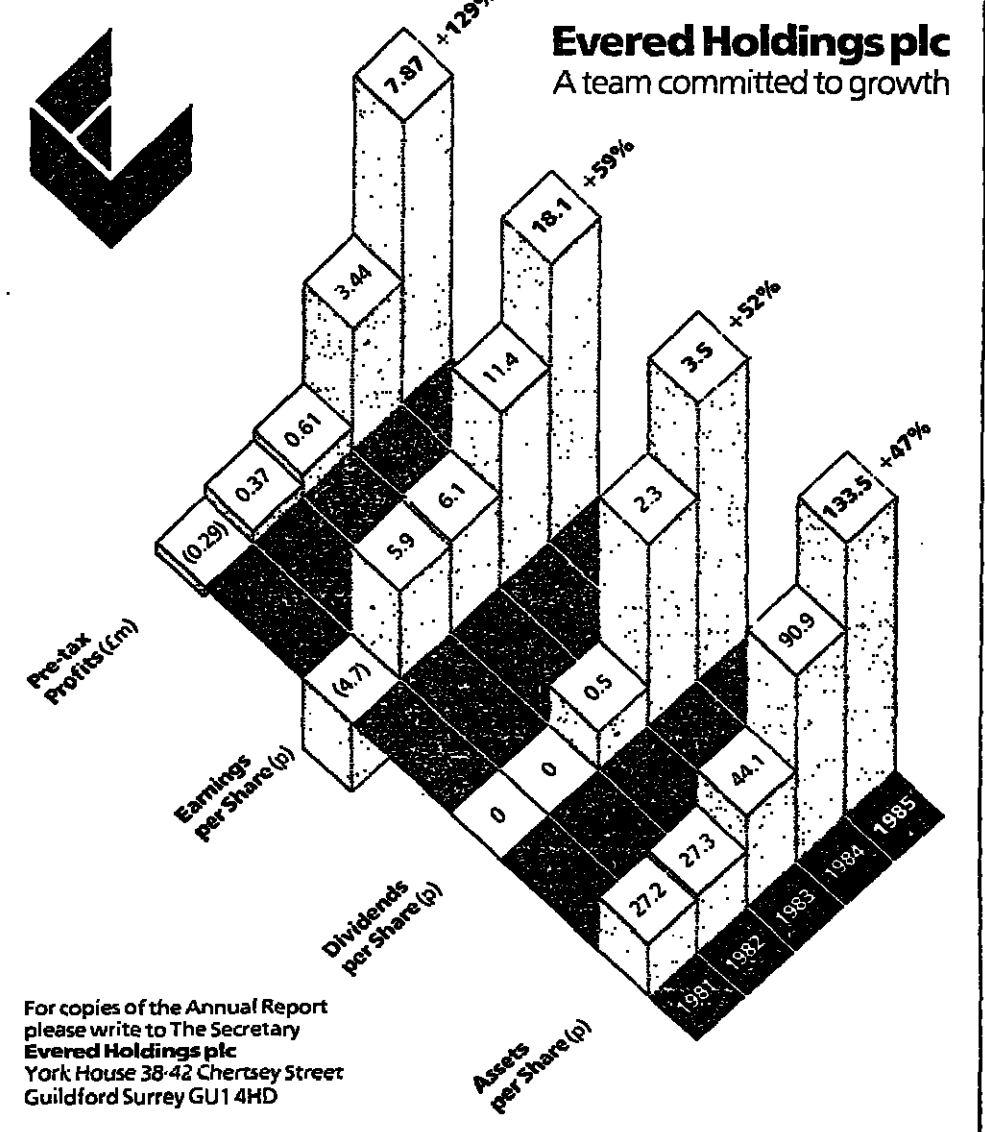 Evered Holdings plc
A team committed to growth
+129%
7.87
3.44
0.61
0.37
(0.29)
Pre-tax
Profits (£m)
+59%
18.1
11.4
6.1
5.9
(4.7)
Earnings
per Share (p)
+52%
3.5
2.3
0.5
0
0
Dividends
per Share (p)
+47%
133.5
90.9
44.1
27.3
27.2
Assets
per Share (p)
1981
1982
1983
1984
1985
For copies of the Annual Report
please write to The Secretary
Evered Holdings plc
York House 38-42 Chertsey Street
Guildford Surrey GU1 4HD